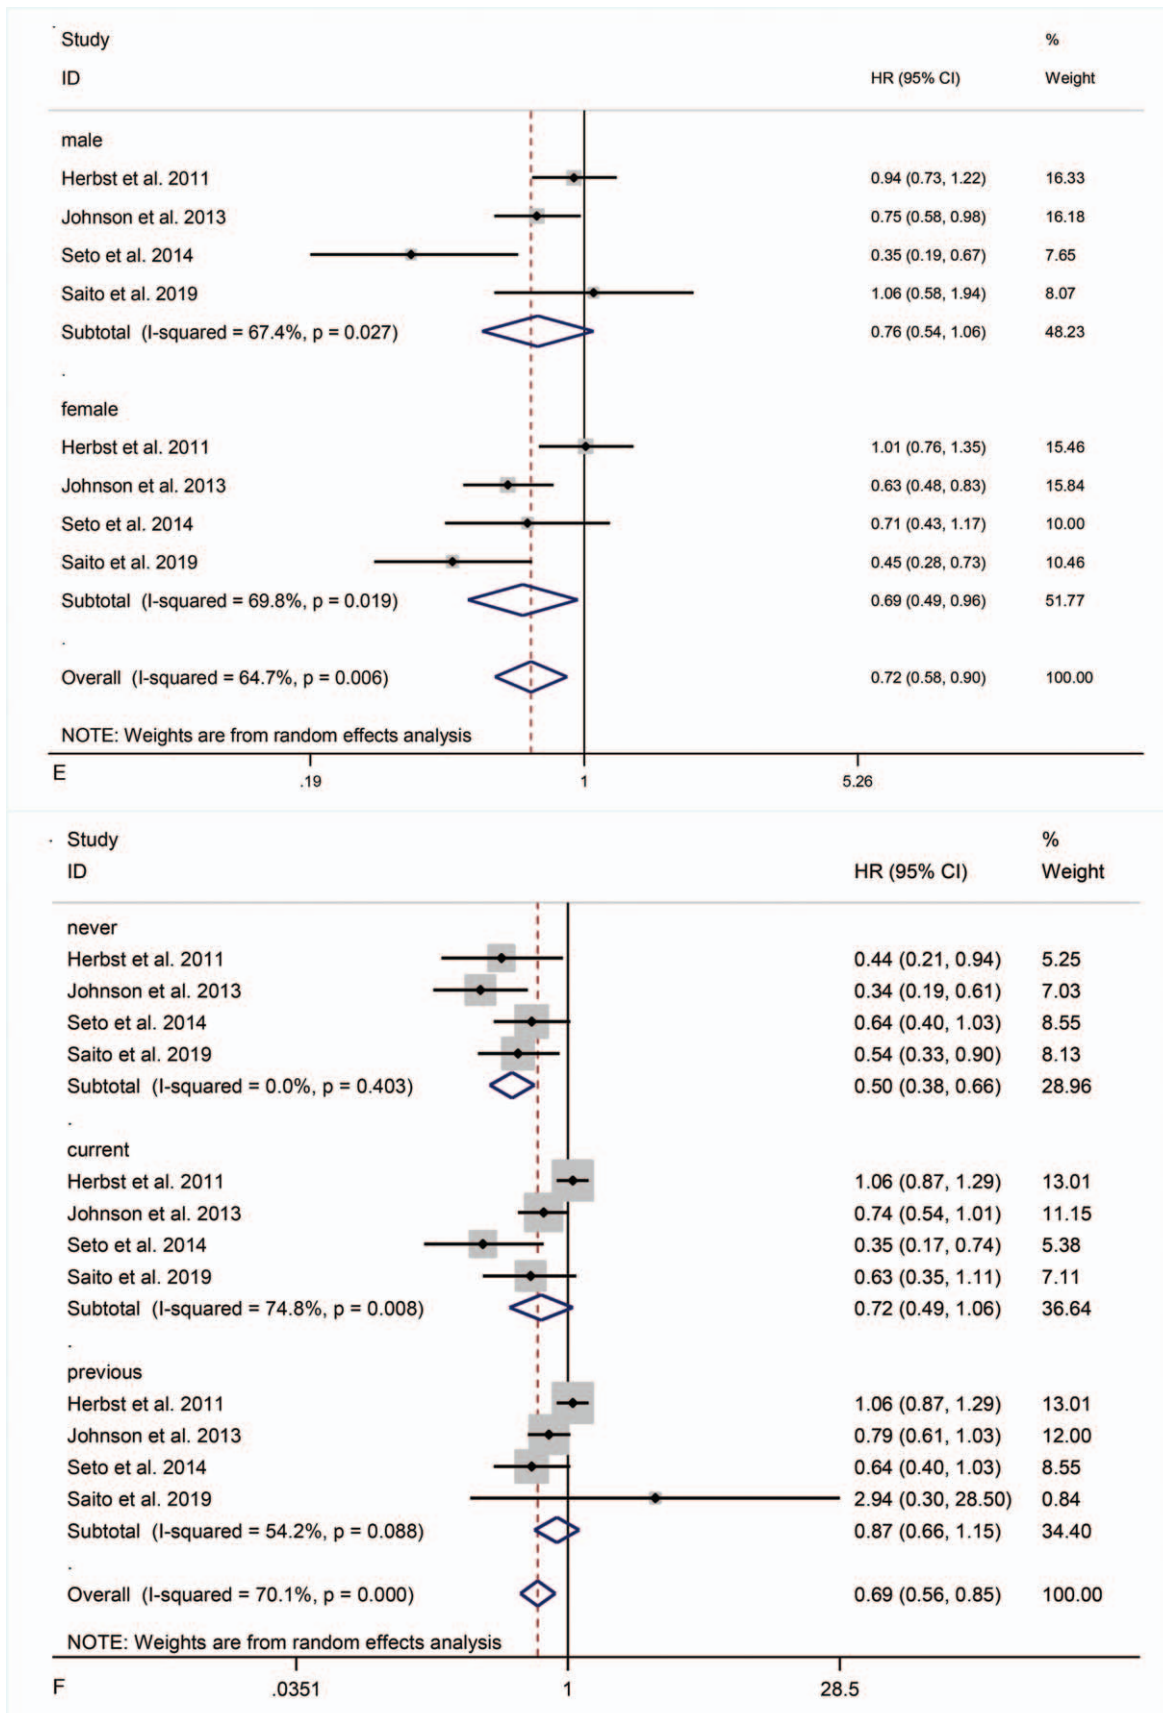 Study %
ID HR (95% CI) Weight
male
Herbst et al. 2011 0.94 (0.73, 1.22) 16.33
Johnson et al. 2013 0.75 (0.58, 0.98) 16.18
Seto et al. 2014 0.35 (0.19, 0.67) 7.65
Saito et al. 2019 1.06 (0.58, 1.94) 8.07
Subtotal (I-squared = 67.4%, p = 0.027) 0.76 (0.54, 1.06) 48.23
.
female
Herbst et al. 2011 1.01 (0.76, 1.35) 15.46
Johnson et al. 2013 0.63 (0.48, 0.83) 15.84
Seto et al. 2014 0.71 (0.43, 1.17) 10.00
Saito et al. 2019 0.45 (0.28, 0.73) 10.46
Subtotal (I-squared = 69.8%, p = 0.019) 0.69 (0.49, 0.96) 51.77
.
Overall (I-squared = 64.7%, p = 0.006) 0.72 (0.58, 0.90) 100.00
NOTE: Weights are from random effects analysis
E .19 1 5.26
Study %
ID HR (95% CI) Weight
never
Herbst et al. 2011 0.44 (0.21, 0.94) 5.25
Johnson et al. 2013 0.34 (0.19, 0.61) 7.03
Seto et al. 2014 0.64 (0.40, 1.03) 8.55
Saito et al. 2019 0.54 (0.33, 0.90) 8.13
Subtotal (I-squared = 0.0%, p = 0.403) 0.50 (0.38, 0.66) 28.96
.
current
Herbst et al. 2011 1.06 (0.87, 1.29) 13.01
Johnson et al. 2013 0.74 (0.54, 1.01) 11.15
Seto et al. 2014 0.35 (0.17, 0.74) 5.38
Saito et al. 2019 0.63 (0.35, 1.11) 7.11
Subtotal (I-squared = 74.8%, p = 0.008) 0.72 (0.49, 1.06) 36.64
.
previous
Herbst et al. 2011 1.06 (0.87, 1.29) 13.01
Johnson et al. 2013 0.79 (0.61, 1.03) 12.00
Seto et al. 2014 0.64 (0.40, 1.03) 8.55
Saito et al. 2019 2.94 (0.30, 28.50) 0.84
Subtotal (I-squared = 54.2%, p = 0.088) 0.87 (0.66, 1.15) 34.40
.
Overall (I-squared = 70.1%, p = 0.000) 0.69 (0.56, 0.85) 100.00
NOTE: Weights are from random effects analysis
F .0351 1 28.5